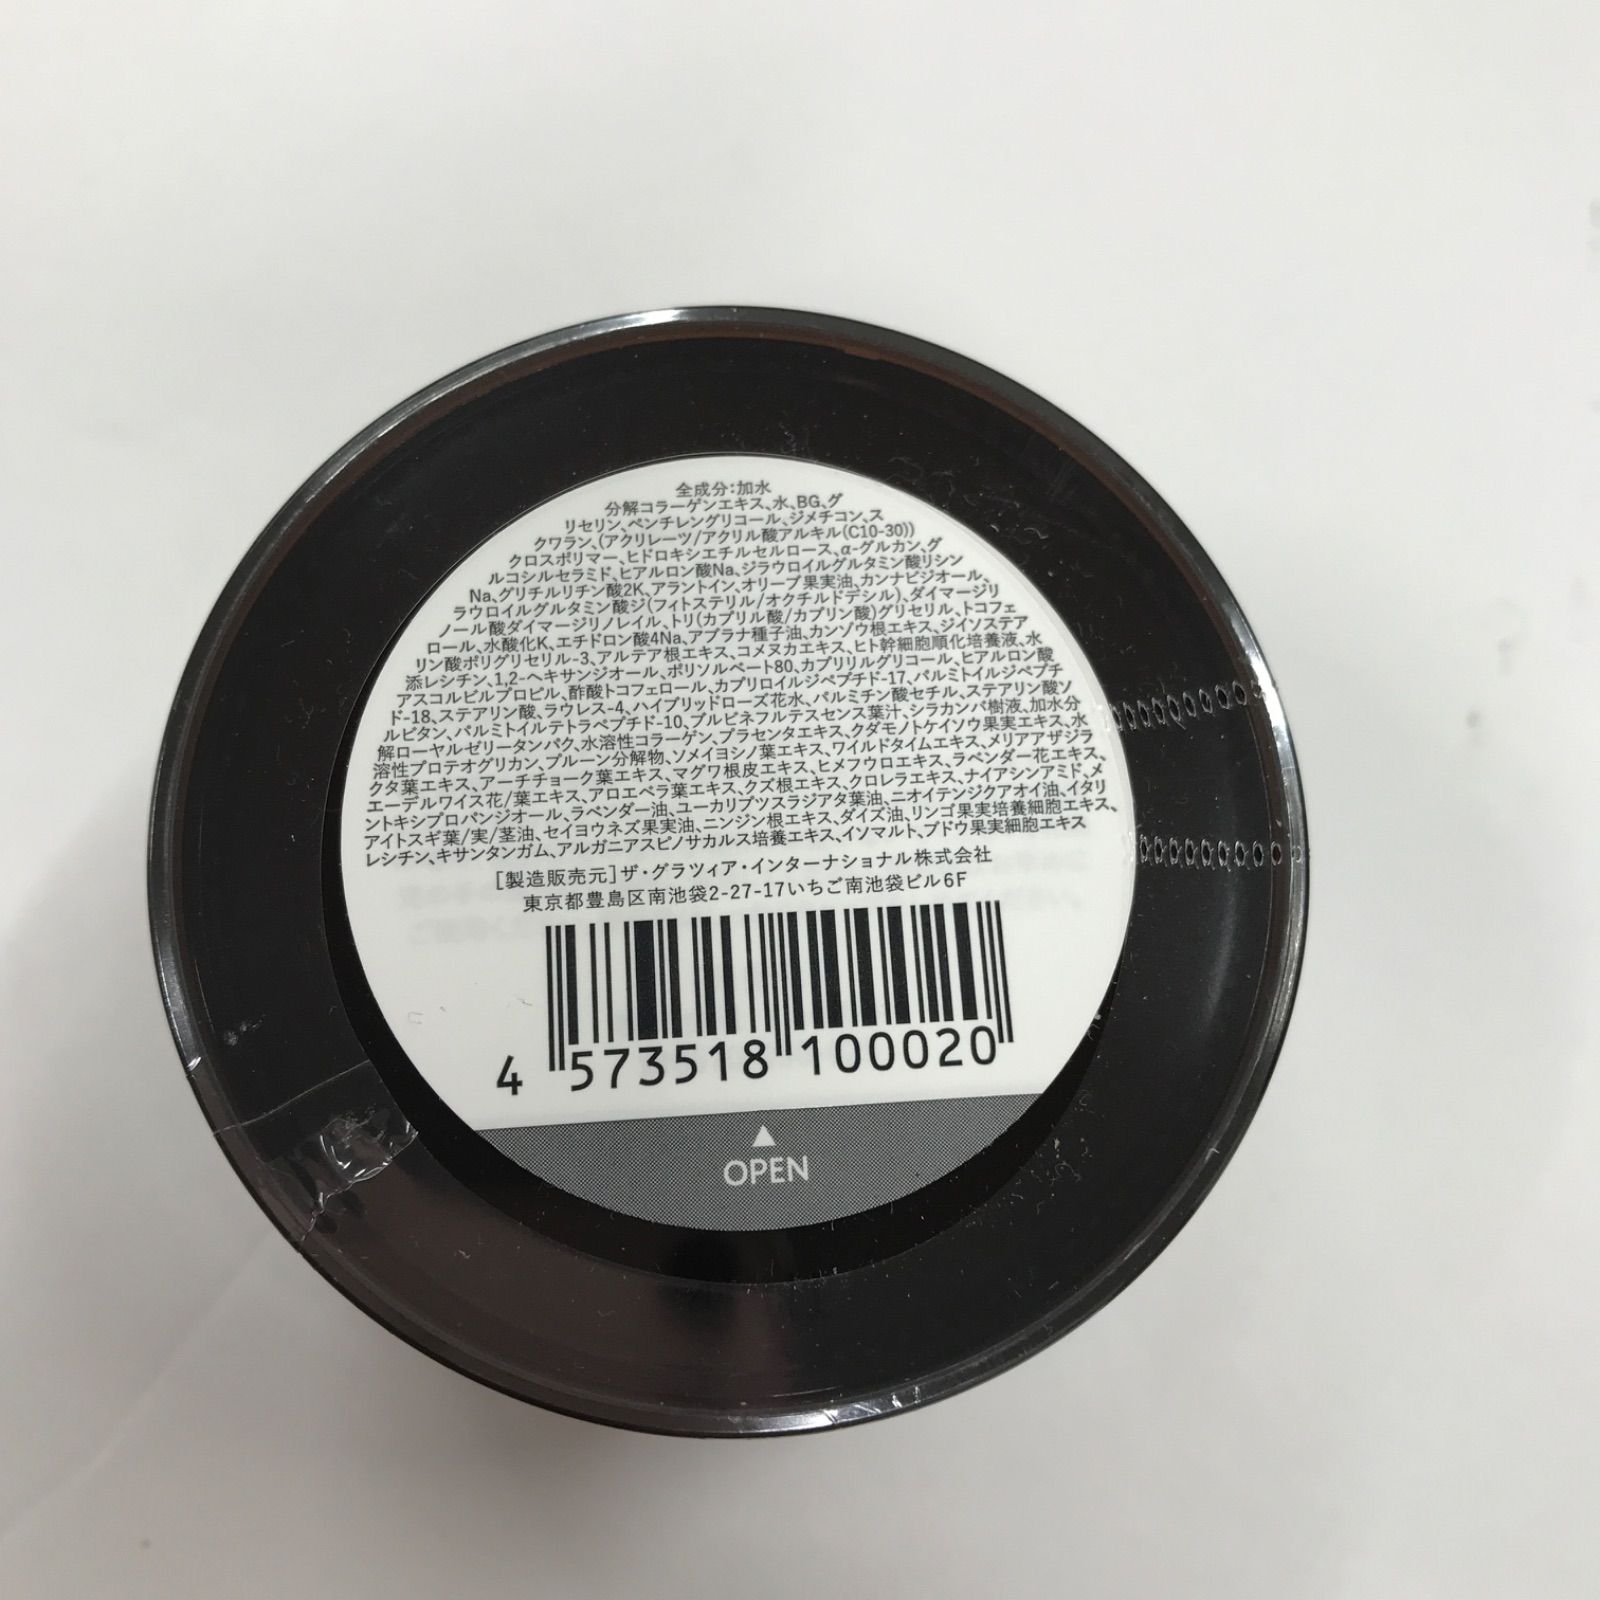 全成分:加水
分解コラーゲンエキス、水、BG、グ
リセリン、ペンチレングリコール、ジメチコン、ス
クワラン、(アクリレーツ/アクリル酸アルキル(C10-30))
クロスポリマー、ヒドロキシエチルセルロース、α-グルカン、グ
ルコシルセラミド、ヒアルロン酸Na、ジラウロイルグルタミン酸リシン
Na、グリチルリチン酸2K、アラントイン、オリーブ果実油、カンナビジオール、
ラウロイルグルタミン酸ジ(フィトステリル/オクチルドデシル)、ダイマージリ
ノール酸ダイマージリノレイル、トリ(カプリル酸/カプリン酸)グリセリル、トコフェ
ロール、水酸化K、エチドロン酸4Na、アブラナ種子油、カンゾウ根エキス、ジイソステア
リン酸ポリグリセリル-3、アルテア根エキス、コメヌカエキス、ヒト幹細胞順化培養液、水
添レシチン、1,2-ヘキサンジオール、ポリソルベート80、カプリリルグリコール、ヒアルロン酸
アスコルビルプロピル、酢酸トコフェロール、カプロイルジペプチド-17、パルミトイルジペプチ
ド-18、ステアリン酸、ラウレス-4、ハイブリッドローズ花水、パルミチン酸セチル、ステアリン酸ソ
ルビタン、パルミトイルテトラペプチド-10、ブルビネフルテスセンス葉汁、シラカンバ樹液、加水分
解ローヤルゼリータンパク、水溶性コラーゲン、プラセンタエキス、クダモノトケイソウ果実エキス、水
溶性プロテオグリカン、プルーン分解物、ソメイヨシノ葉エキス、ワイルドタイムエキス、メリアアザジラ
クタ葉エキス、アーチチョーク葉エキス、マグワ根皮エキス、ヒメフウロエキス、ラベンダー花エキス、
エーデルワイス花/葉エキス、アロエベラ葉エキス、クズ根エキス、クロレラエキス、ナイアシンアミド、メ
ントキシプロパンジオール、ラベンダー油、ユーカリプツスラジアタ葉油、ニオイテンジクアオイ油、イタリ
アイトスギ葉/実/茎油、セイヨウネズ果実油、ニンジン根エキス、ダイズ油、リンゴ果実培養細胞エキス、
レシチン、キサンタンガム、アルガニアスピノサカルス培養エキス、イソマルト、ブドウ果実細胞エキス
[製造販売元]ザ・グラツィア・インターナショナル株式会社
東京都豊島区南池袋2-27-17いちご南池袋ビル6F
4 573518 100020
OPEN